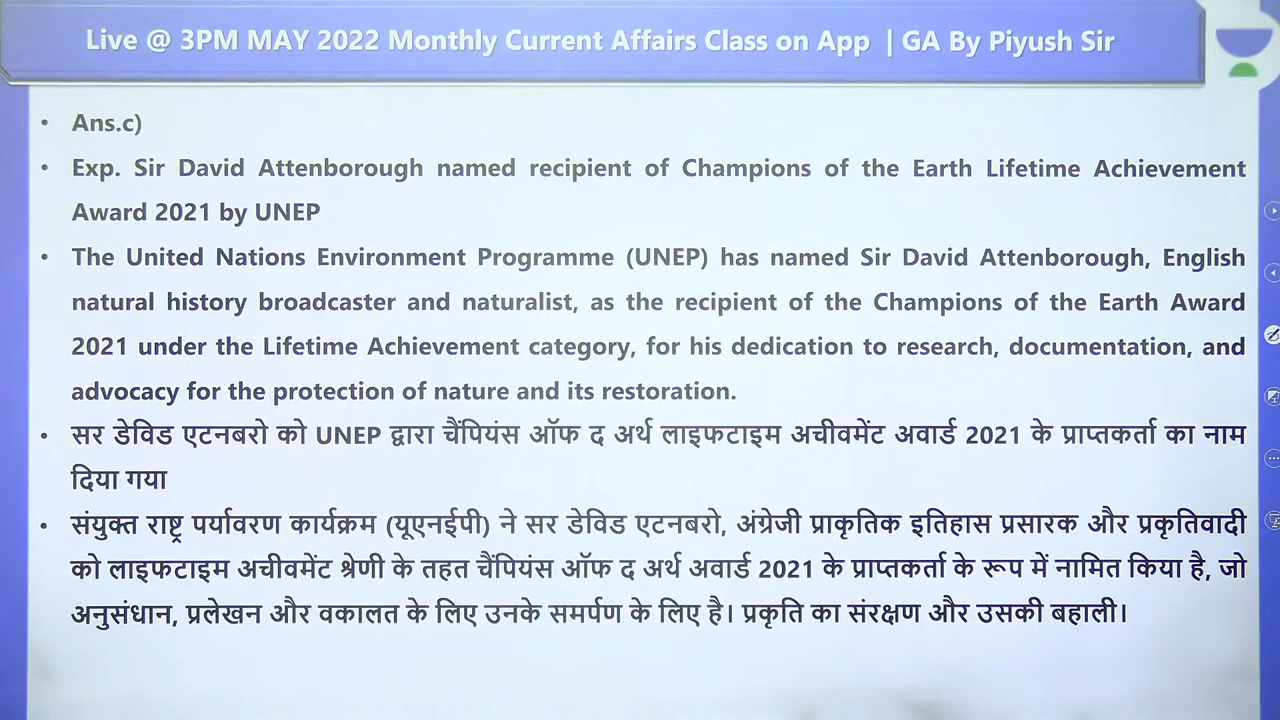 Live @ 3PM MAY 2022 Monthly Current Affairs Class on App | GA By Piyush Sir
• Ans.c)
• Exp. Sir David Attenborough named recipient of Champions of the Earth Lifetime Achievement
Award 2021 by UNEP
• The United Nations Environment Programme (UNEP) has named Sir David Attenborough, English
natural history broadcaster and naturalist, as the recipient of the Champions of the Earth Award
2021 under the Lifetime Achievement category, for his dedication to research, documentation, and
advocacy for the protection of nature and its restoration.
• सर डेविड एटनबरो को UNEP द्वारा चैंपियंस ऑफ द अर्थ लाइफटाइम अचीवमेंट अवार्ड 2021 के प्राप्तकर्ता का नाम
दिया गया
• संयुक्त राष्ट्र पर्यावरण कार्यक्रम (यूएनईपी) ने सर डेविड एटनबरो, अंग्रेजी प्राकृतिक इतिहास प्रसारक और प्रकृतिवादी
को लाइफटाइम अचीवमेंट श्रेणी के तहत चैंपियंस ऑफ द अर्थ अवार्ड 2021 के प्राप्तकर्ता के रूप में नामित किया है, जो
अनुसंधान, प्रलेखन और वकालत के लिए उनके समर्पण के लिए है। प्रकृति का संरक्षण और उसकी बहाली।